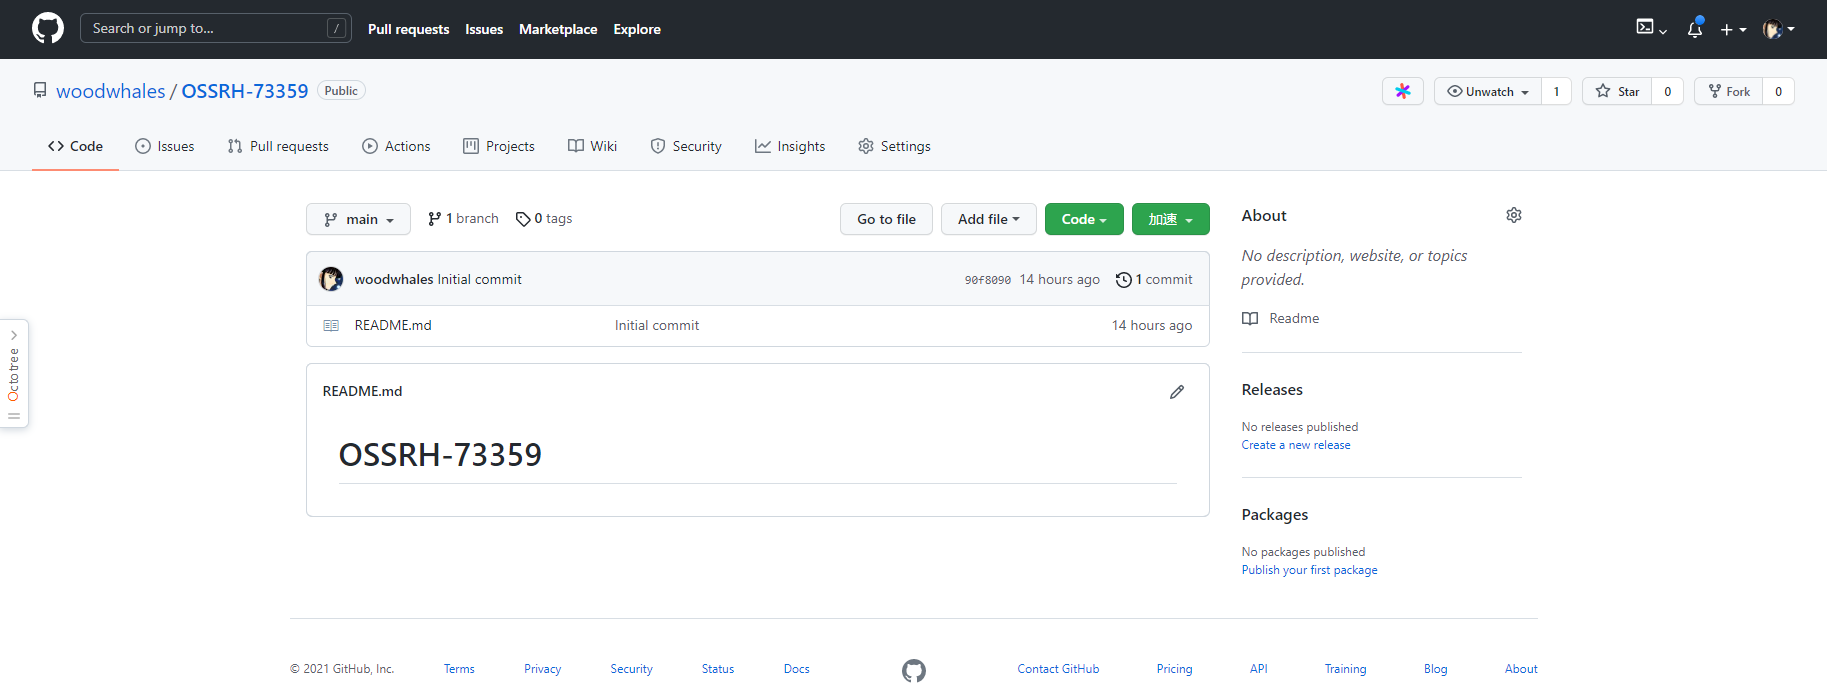 Search or jump to... / Pull requests Issues Marketplace Explore
woodwhales / OSSRH-73359 Public Unwatch 1 Star 0 Fork 0
Code Issues Pull requests Actions Projects Wiki Security Insights Settings
main 1 branch 0 tags Go to file Add file Code 加速
woodwhales Initial commit 90f8090 14 hours ago 1 commit
README.md Initial commit 14 hours ago
README.md
OSSRH-73359
About
No description, website, or topics
provided.
Readme
Releases
No releases published
Create a new release
Packages
No packages published
Publish your first package
Octotree
© 2021 GitHub, Inc. Terms Privacy Security Status Docs Contact GitHub Pricing API Training Blog About